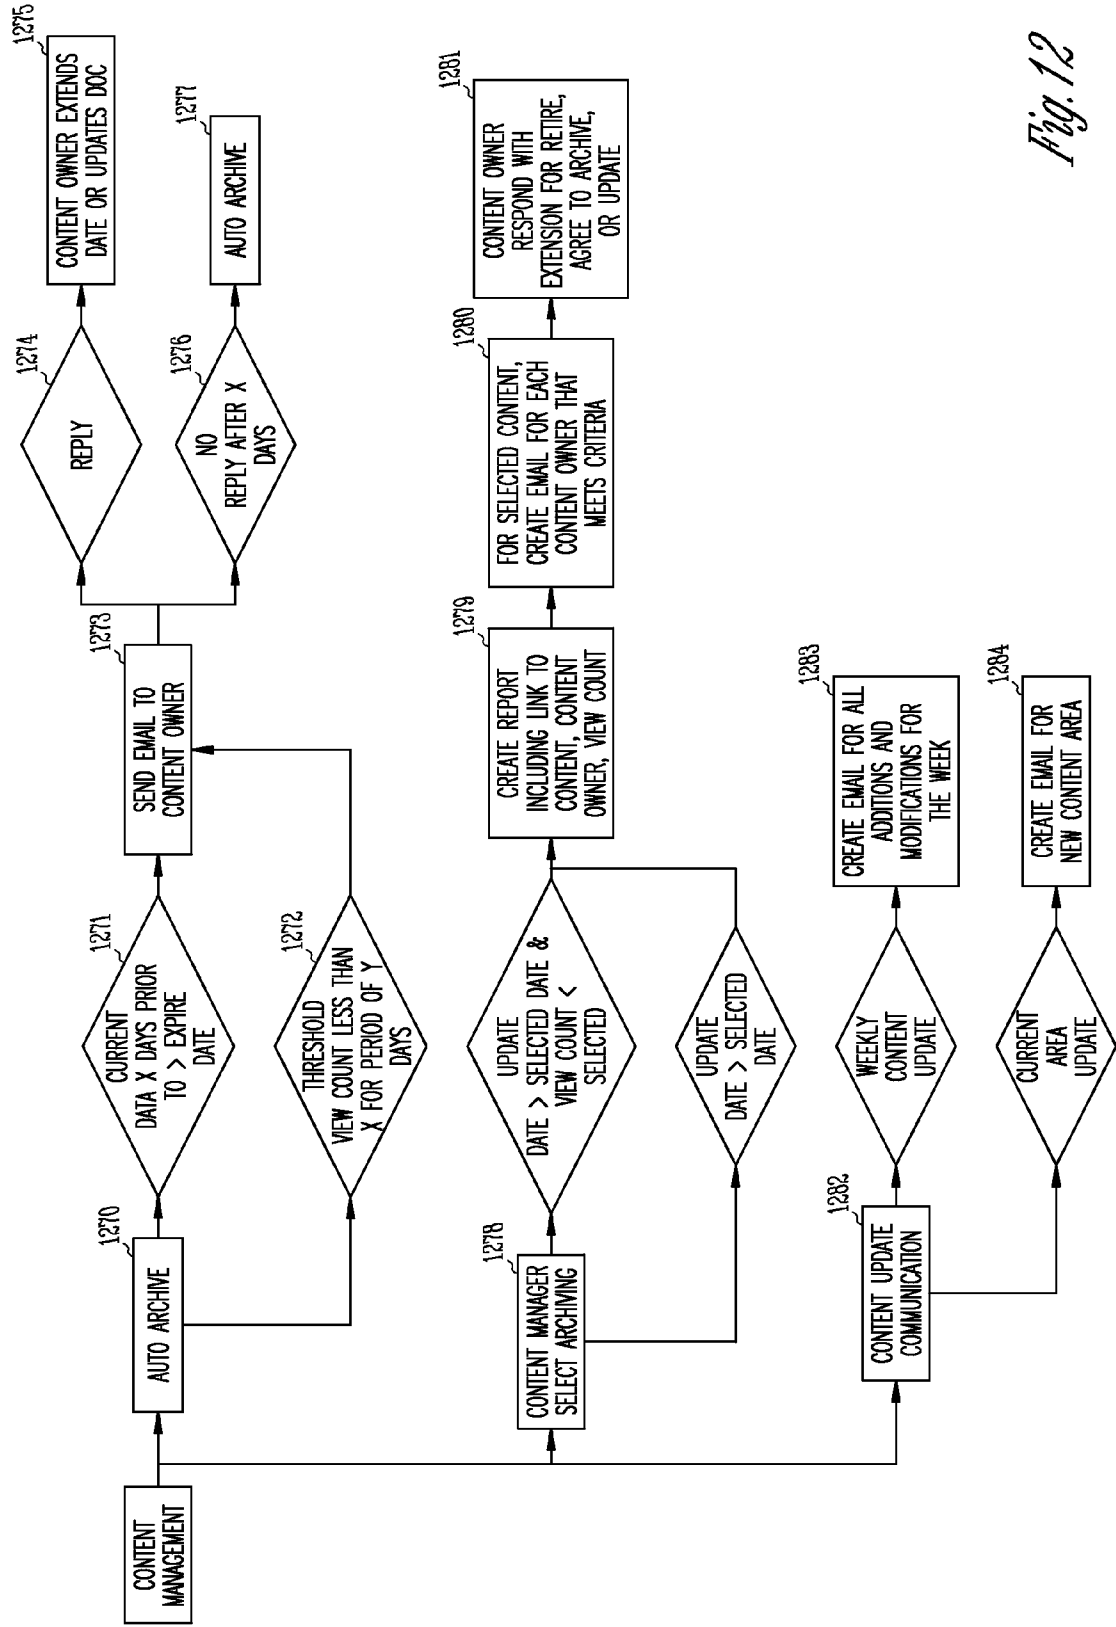 CONTENT
MANAGEMENT
1270
AUTO ARCHIVE
1271
CURRENT
DATA X DAYS PRIOR
TO > EXPIRE
DATE
1272
THRESHOLD
VIEW COUNT LESS THAN
X FOR PERIOD OF Y
DAYS
1273
SEND EMAIL TO
CONTENT OWNER
1274
REPLY
1275
CONTENT OWNER EXTENDS
DATE OR UPDATES DOC
1276
NO
REPLY AFTER X
DAYS
1277
AUTO ARCHIVE
1278
CONTENT MANAGER
SELECT ARCHIVING
UPDATE
DATE > SELECTED DATE &
VIEW COUNT <
SELECTED
UPDATE
DATE > SELECTED
DATE
1279
CREATE REPORT
INCLUDING LINK TO
CONTENT, CONTENT
OWNER, VIEW COUNT
1280
FOR SELECTED CONTENT,
CREATE EMAIL FOR EACH
CONTENT OWNER THAT
MEETS CRITERIA
1281
CONTENT OWNER
RESPOND WITH
EXTENSION FOR RETIRE,
AGREE TO ARCHIVE,
OR UPDATE
1282
CONTENT UPDATE
COMMUNICATION
WEEKLY
CONTENT
UPDATE
1283
CREATE EMAIL FOR ALL
ADDITIONS AND
MODIFICATIONS FOR
THE WEEK
CURRENT
AREA
UPDATE
1284
CREATE EMAIL FOR
NEW CONTENT AREA
Fig. 12